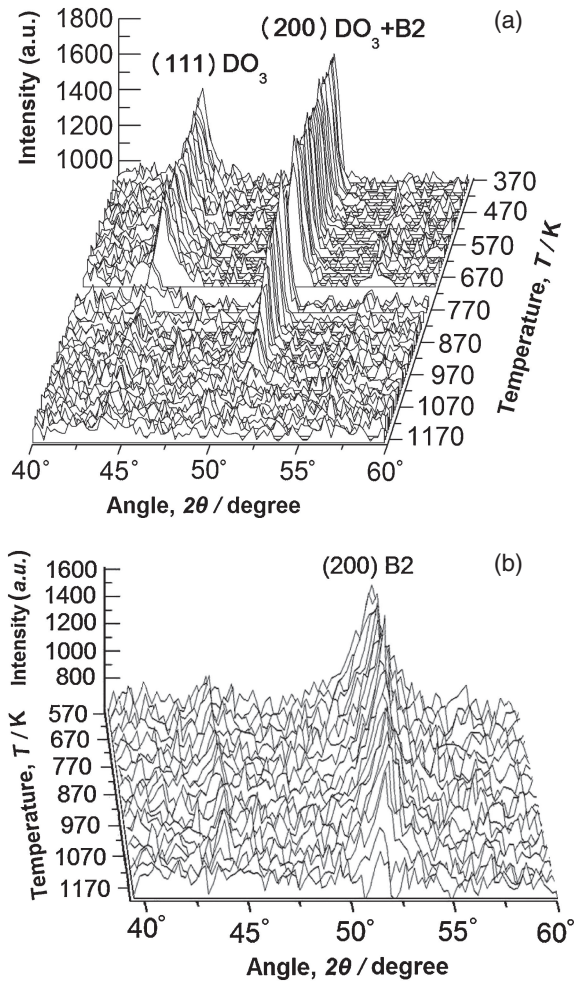 (a)
(200) DO3+B2
(111) DO3
Intensity (a.u.)
1800
1600
1400
1200
1000
370
470
570
670
770
870
970
1070
1170
Temperature, T / K
40° 45° 50° 55° 60°
Angle, 2θ / degree
(b)
(200) B2
Intensity (a.u.)
1600
1400
1200
1000
800
570
670
770
870
970
1070
1170
Temperature, T / K
40° 45° 50° 55° 60°
Angle, 2θ / degree